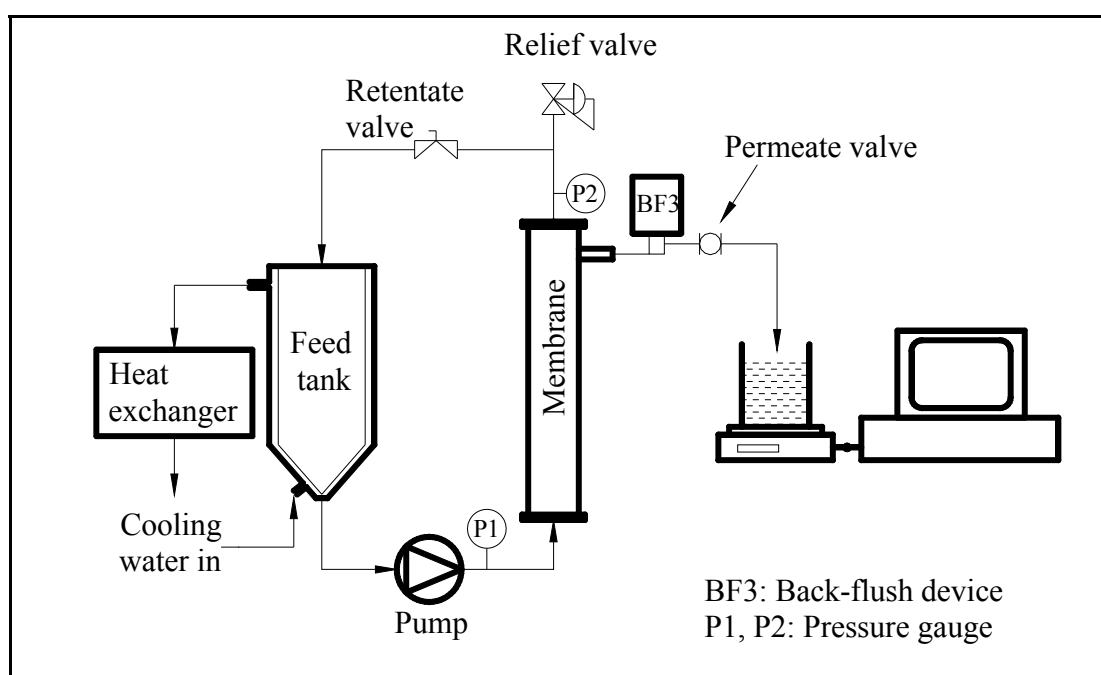 Relief valve
Retentate
valve
Permeate valve
P2
BF3
Membrane
Feed
tank
Heat
exchanger
Cooling
water in
P1
Pump
BF3: Back-flush device
P1, P2: Pressure gauge